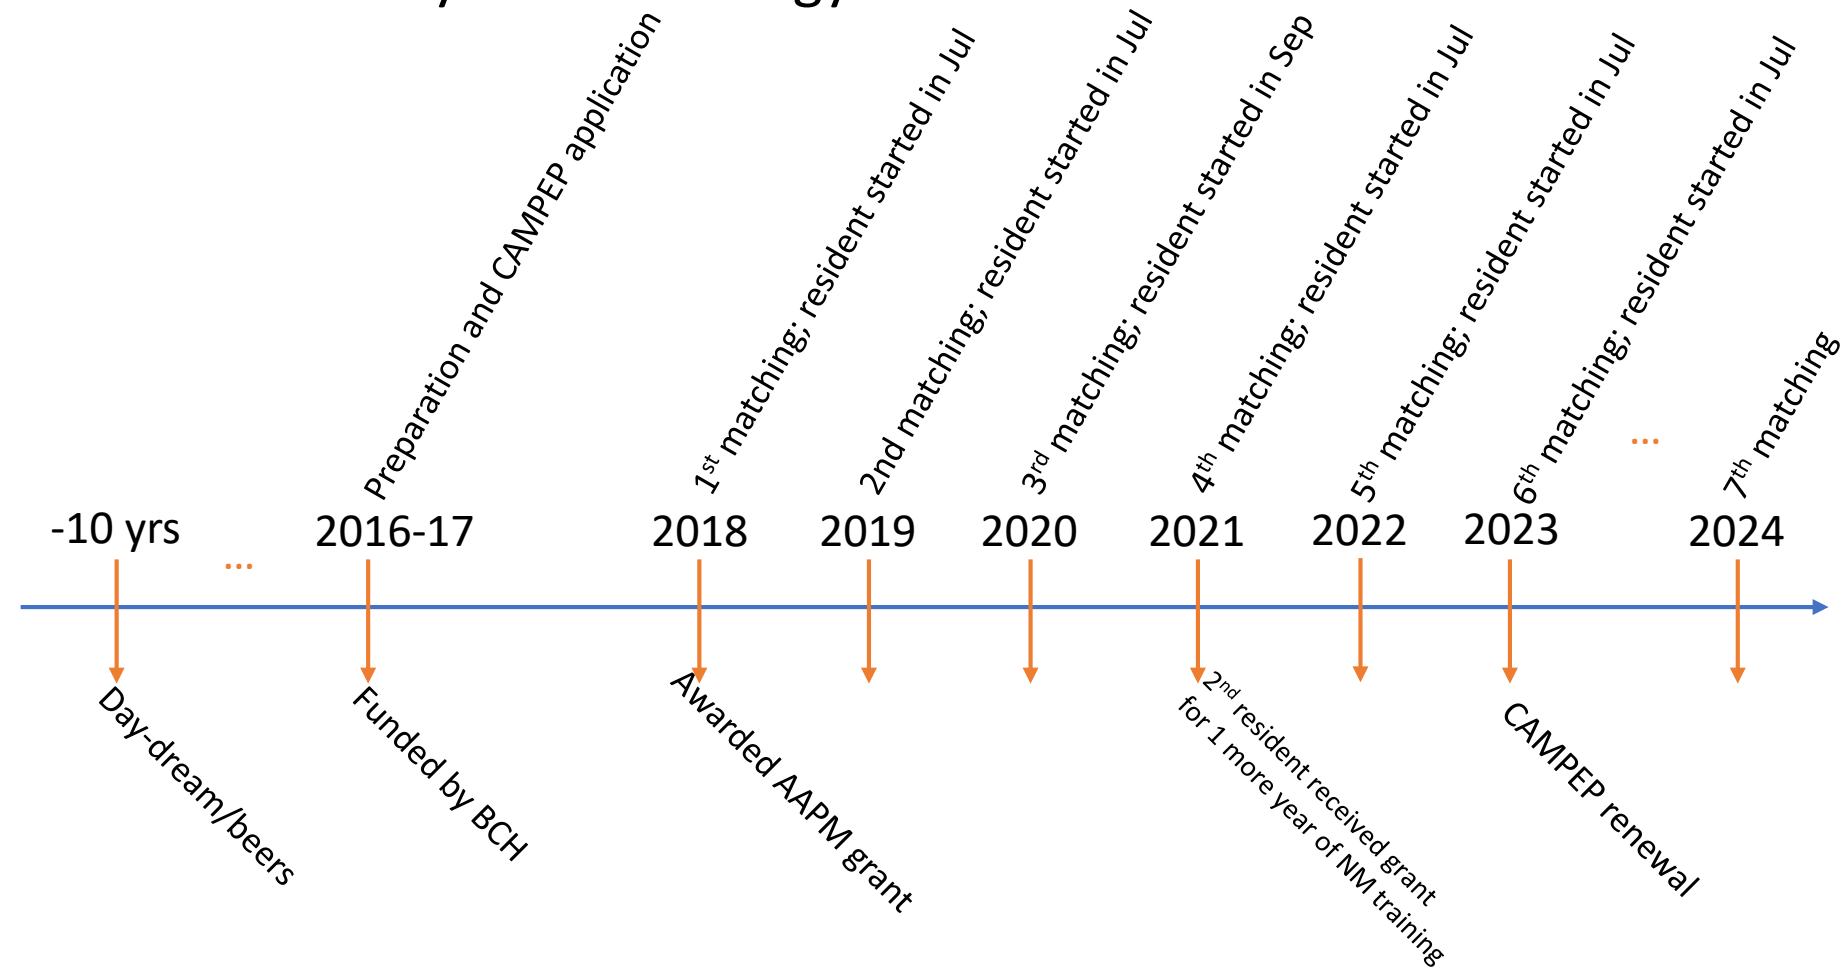 Preparation and CAMPEP application
1st matching; resident started in Jul
2nd matching; resident started in Jul
3rd matching; resident started in Sep
4th matching; resident started in Jul
5th matching; resident started in Jul
6th matching; resident started in Jul
...
7th matching
-10 yrs
...
2016-17
2018
2019
2020
2021
2022
2023
2024
Day-dream/beers
Funded by BCH
Awarded AAPM grant
2nd resident received grant
for 1 more year of NM training
CAMPEP renewal